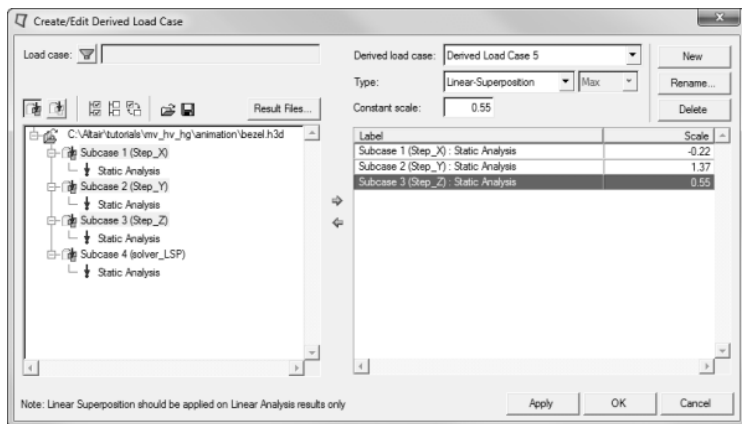 Create/Edit Derived Load Case
Load case:
Derived load case: Derived Load Case 5
New
Type: Linear-Superposition Max
Rename...
Result Files...
Constant scale: 0.55
Delete
C:\Altair\tutorials\mv_hv_hg\animation\bezel.h3d
Subcase 1 (Step_X)
Static Analysis
Subcase 2 (Step_Y)
Static Analysis
Subcase 3 (Step_Z)
Static Analysis
Subcase 4 (solver_LSP)
Static Analysis
Label Scale
Subcase 1 (Step_X) : Static Analysis -0.22
Subcase 2 (Step_Y) : Static Analysis 1.37
Subcase 3 (Step_Z) : Static Analysis 0.55
Note: Linear Superposition should be applied on Linear Analysis results only
Apply OK Cancel